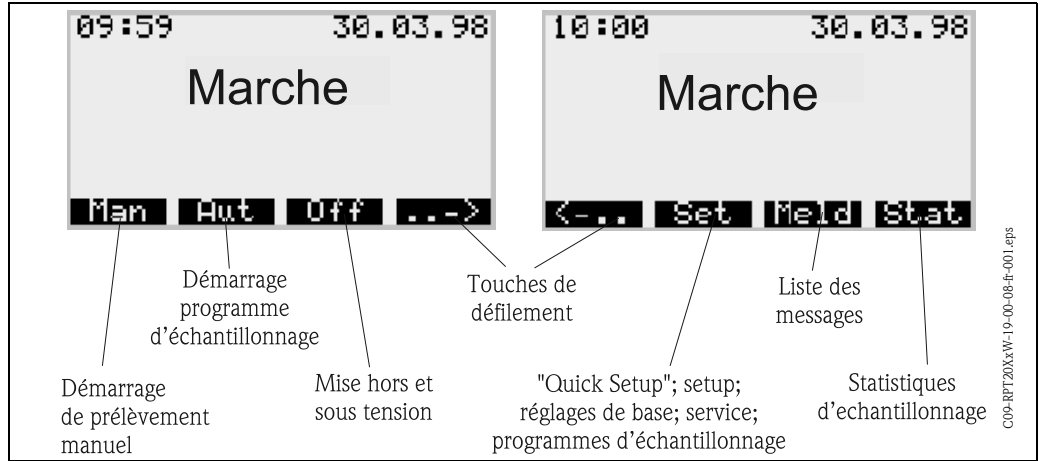 09:59 30.03.98
Marche
Man Aut Off ..->
10:00 30.03.98
Marche
<-.. Set Meld Stat
Démarrage
programme
d'échantillonnage
Touches de
défilement
Liste des
messages
Démarrage
de prélèvement
manuel
Mise hors et
sous tension
"Quick Setup"; setup;
réglages de base; service;
programmes d'échantillonnage
Statistiques
d'echantillonnage
C09-RPT20XxW-19-00-08-fr-001.eps